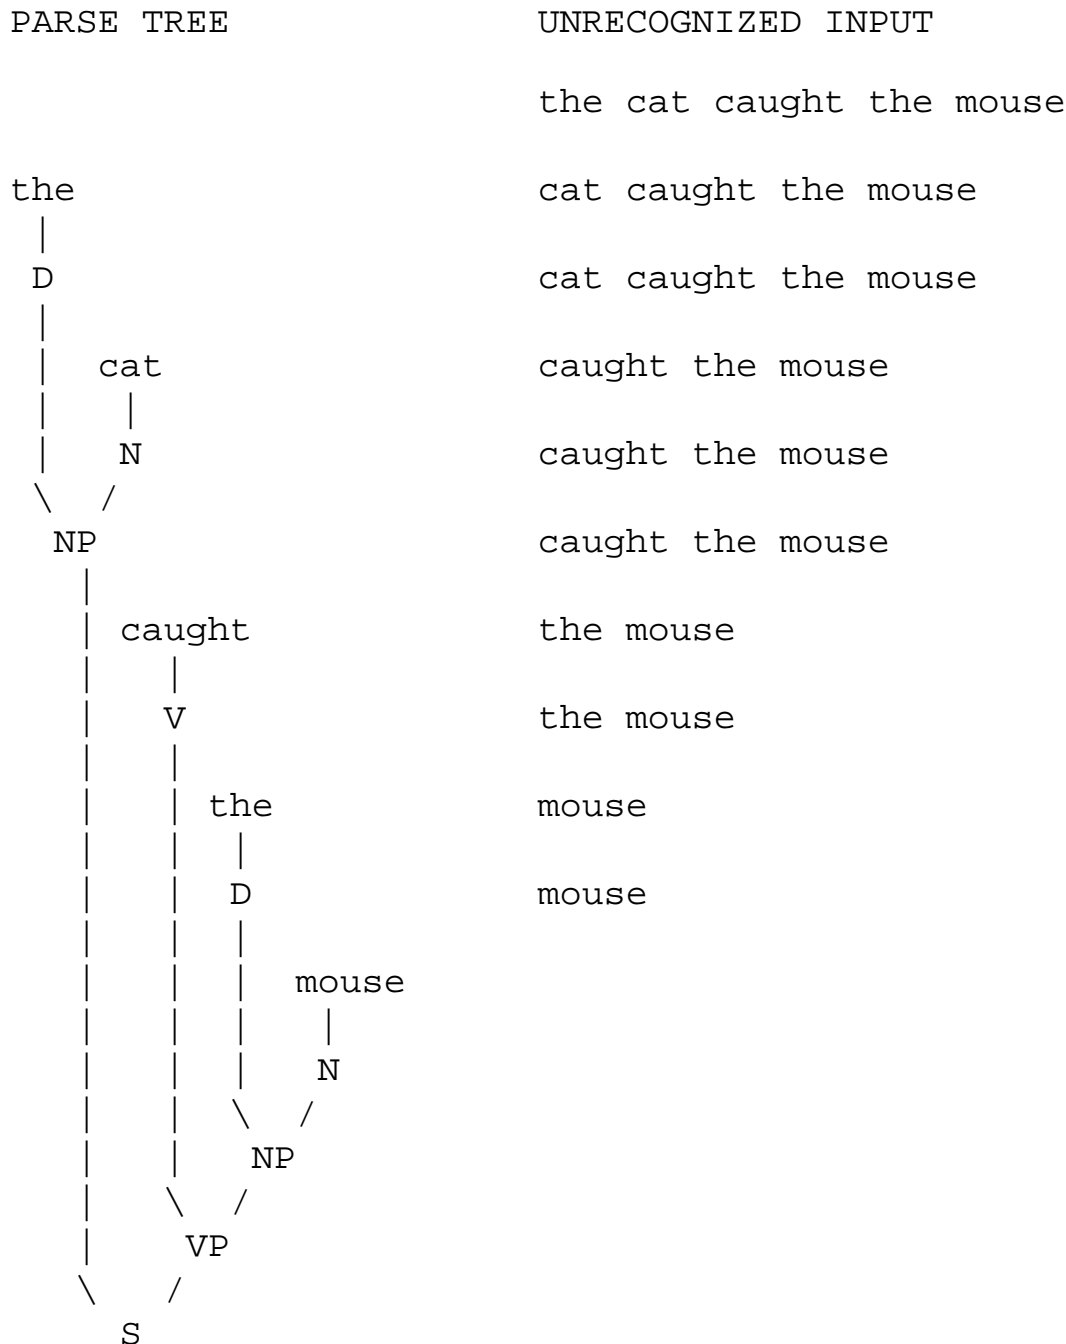 PARSE TREE UNRECOGNIZED INPUT
the cat caught the mouse
the cat caught the mouse
|
D cat caught the mouse
|
| cat caught the mouse
| |
| N caught the mouse
\ /
NP caught the mouse
|
| caught the mouse
| |
| V the mouse
| |
| | the mouse
| | |
| | D mouse
| | |
| | | mouse
| | | |
| | | N
| | \ /
| | NP
| \ /
| VP
\ /
S